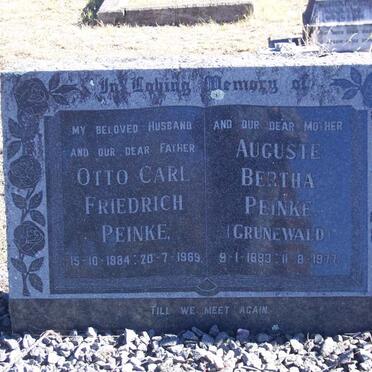 In Loving Memory of
MY BELOVED HUSBAND
AND OUR DEAR FATHER
OTTO CARL
FRIEDRICH
PEINKE,
15-10-1884: 20-7-1969.
AND OUR DEAR MOTHER
AUGUSTE
BERTHA
PEINKE
(GRUNEWALD)
9-1-1893: 11-8-1977.
TILL WE MEET AGAIN.